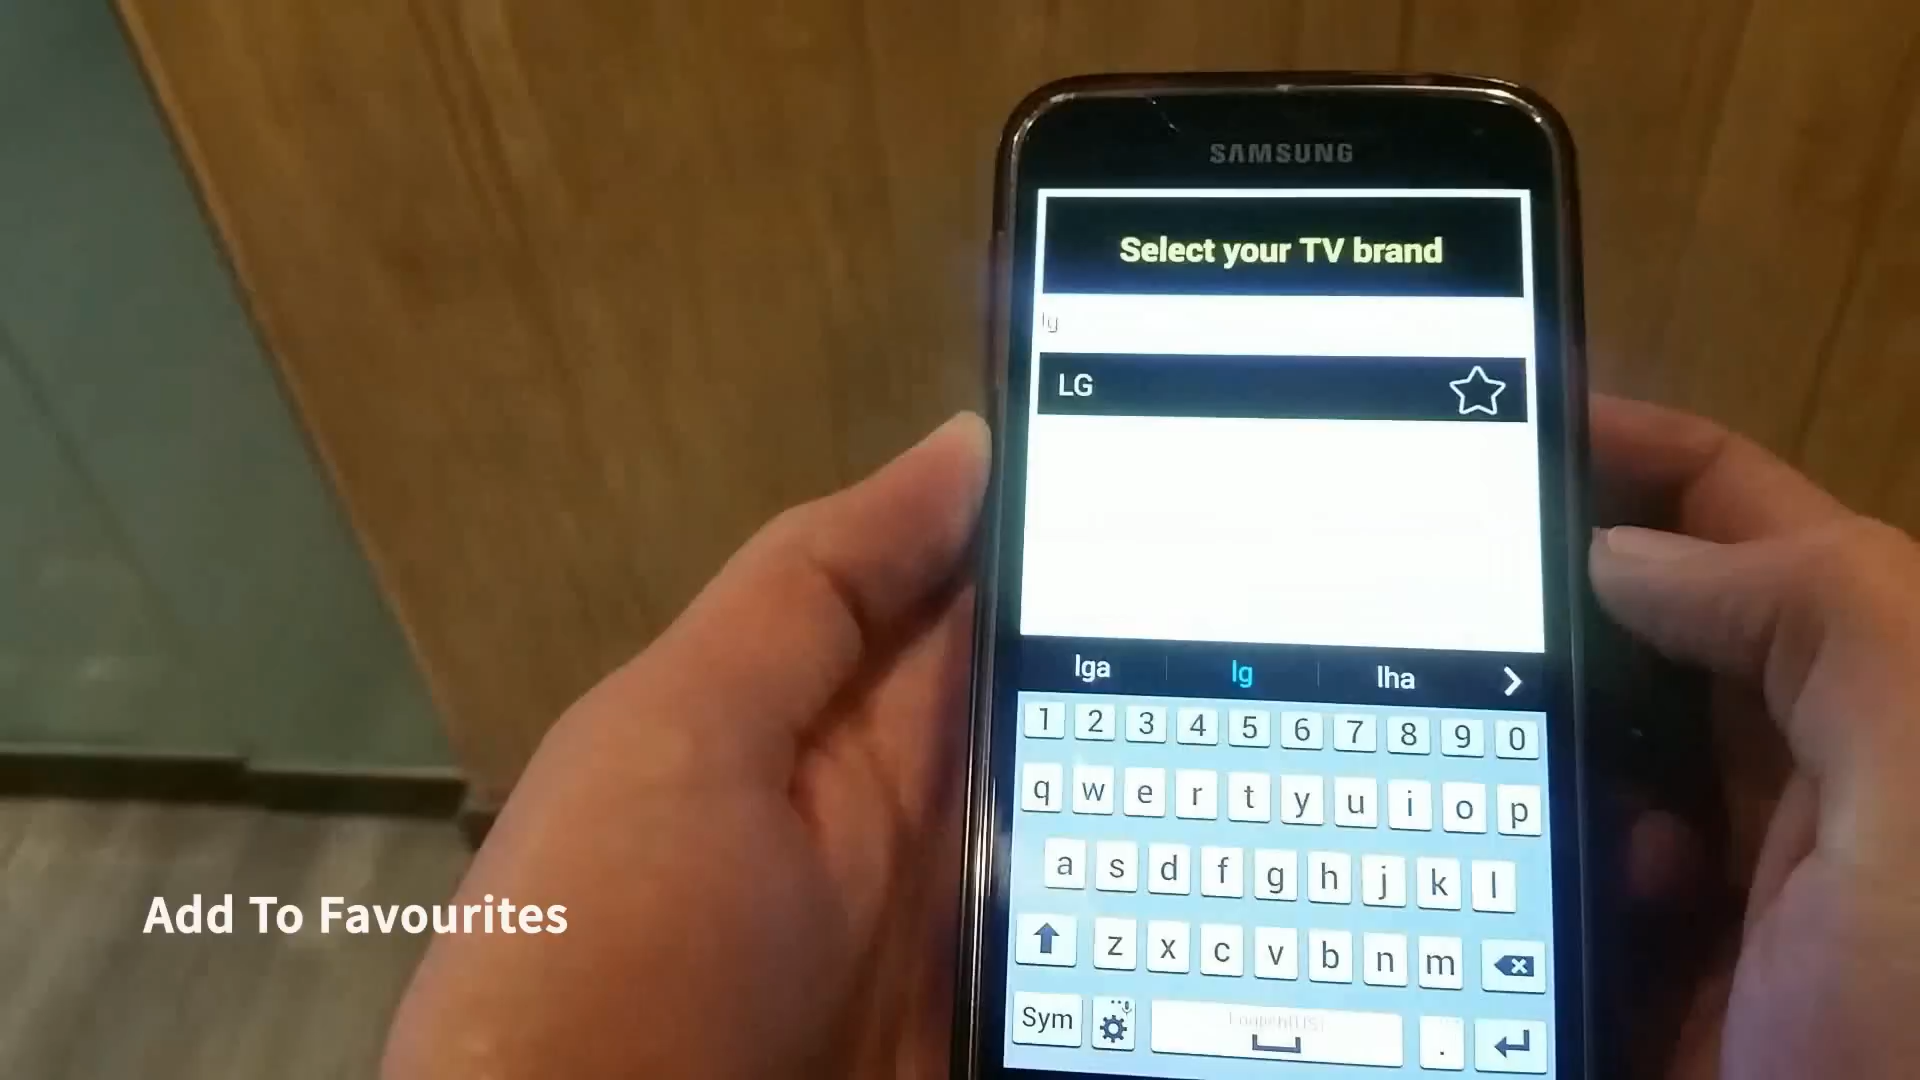 SAMSUNG
Select your TV brand
lg
LG
lga lg lha
1 2 3 4 5 6 7 8 9 0
q w e r t y u i o p
a s d f g h j k l
z x c v b n m
Sym .
Add To Favourites